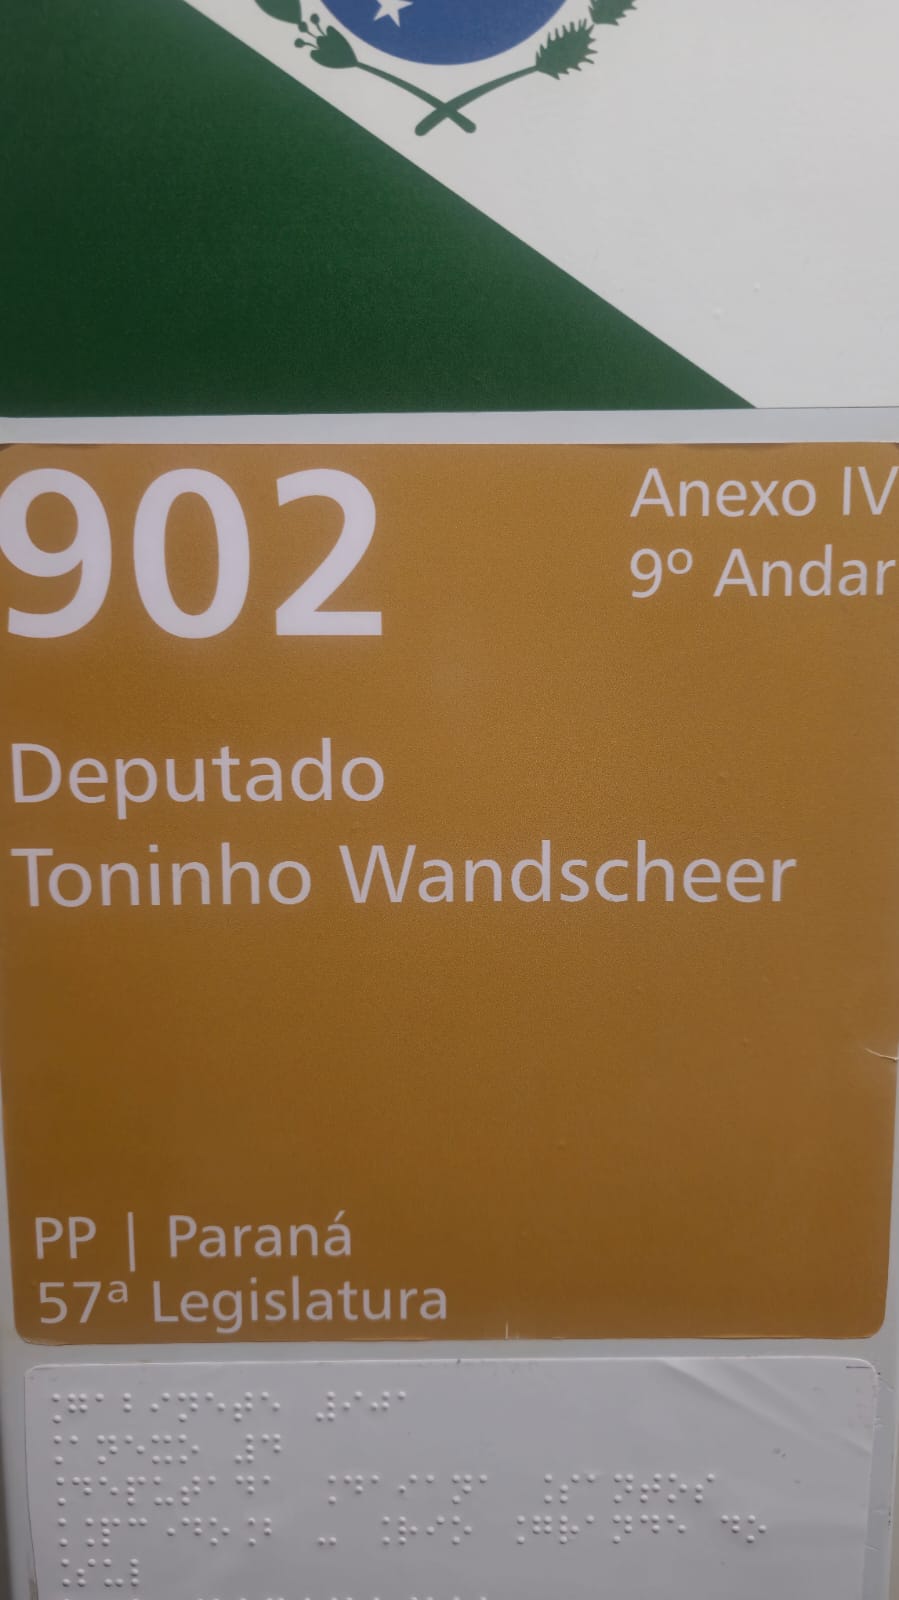 902
Anexo IV
9º Andar
Deputado
Toninho Wandscheer
PP | Paraná
57ª Legislatura